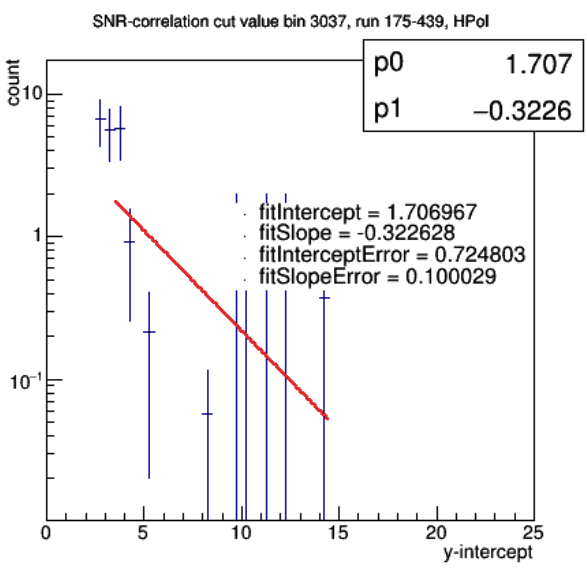 SNR-correlation cut value bin 3037, run 175-439, HPol
p0 1.707
p1 −0.3226
count
10
1
10−1
fitIntercept = 1.706967
fitSlope = -0.322628
fitInterceptError = 0.724803
fitSlopeError = 0.100029
0 5 10 15 20 25
y-intercept